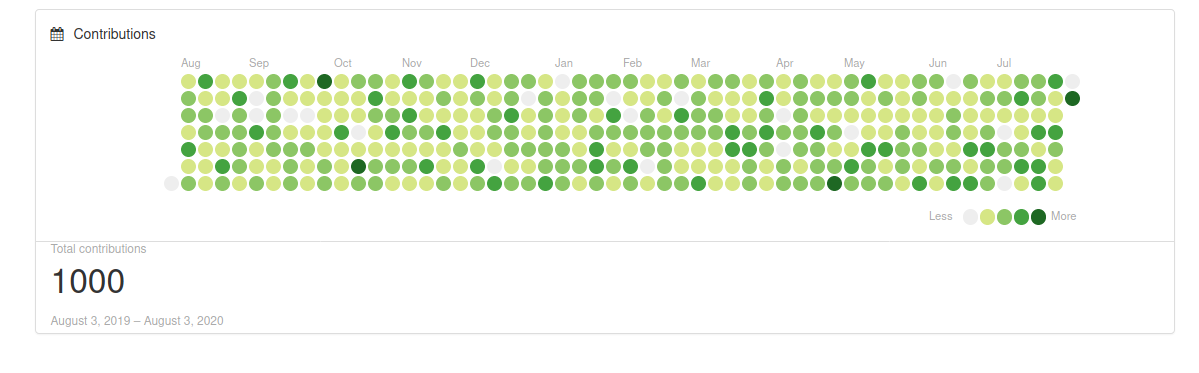 Contributions
Aug Sep Oct Nov Dec Jan Feb Mar Apr May Jun Jul
Less More
Total contributions
1000
August 3, 2019 – August 3, 2020